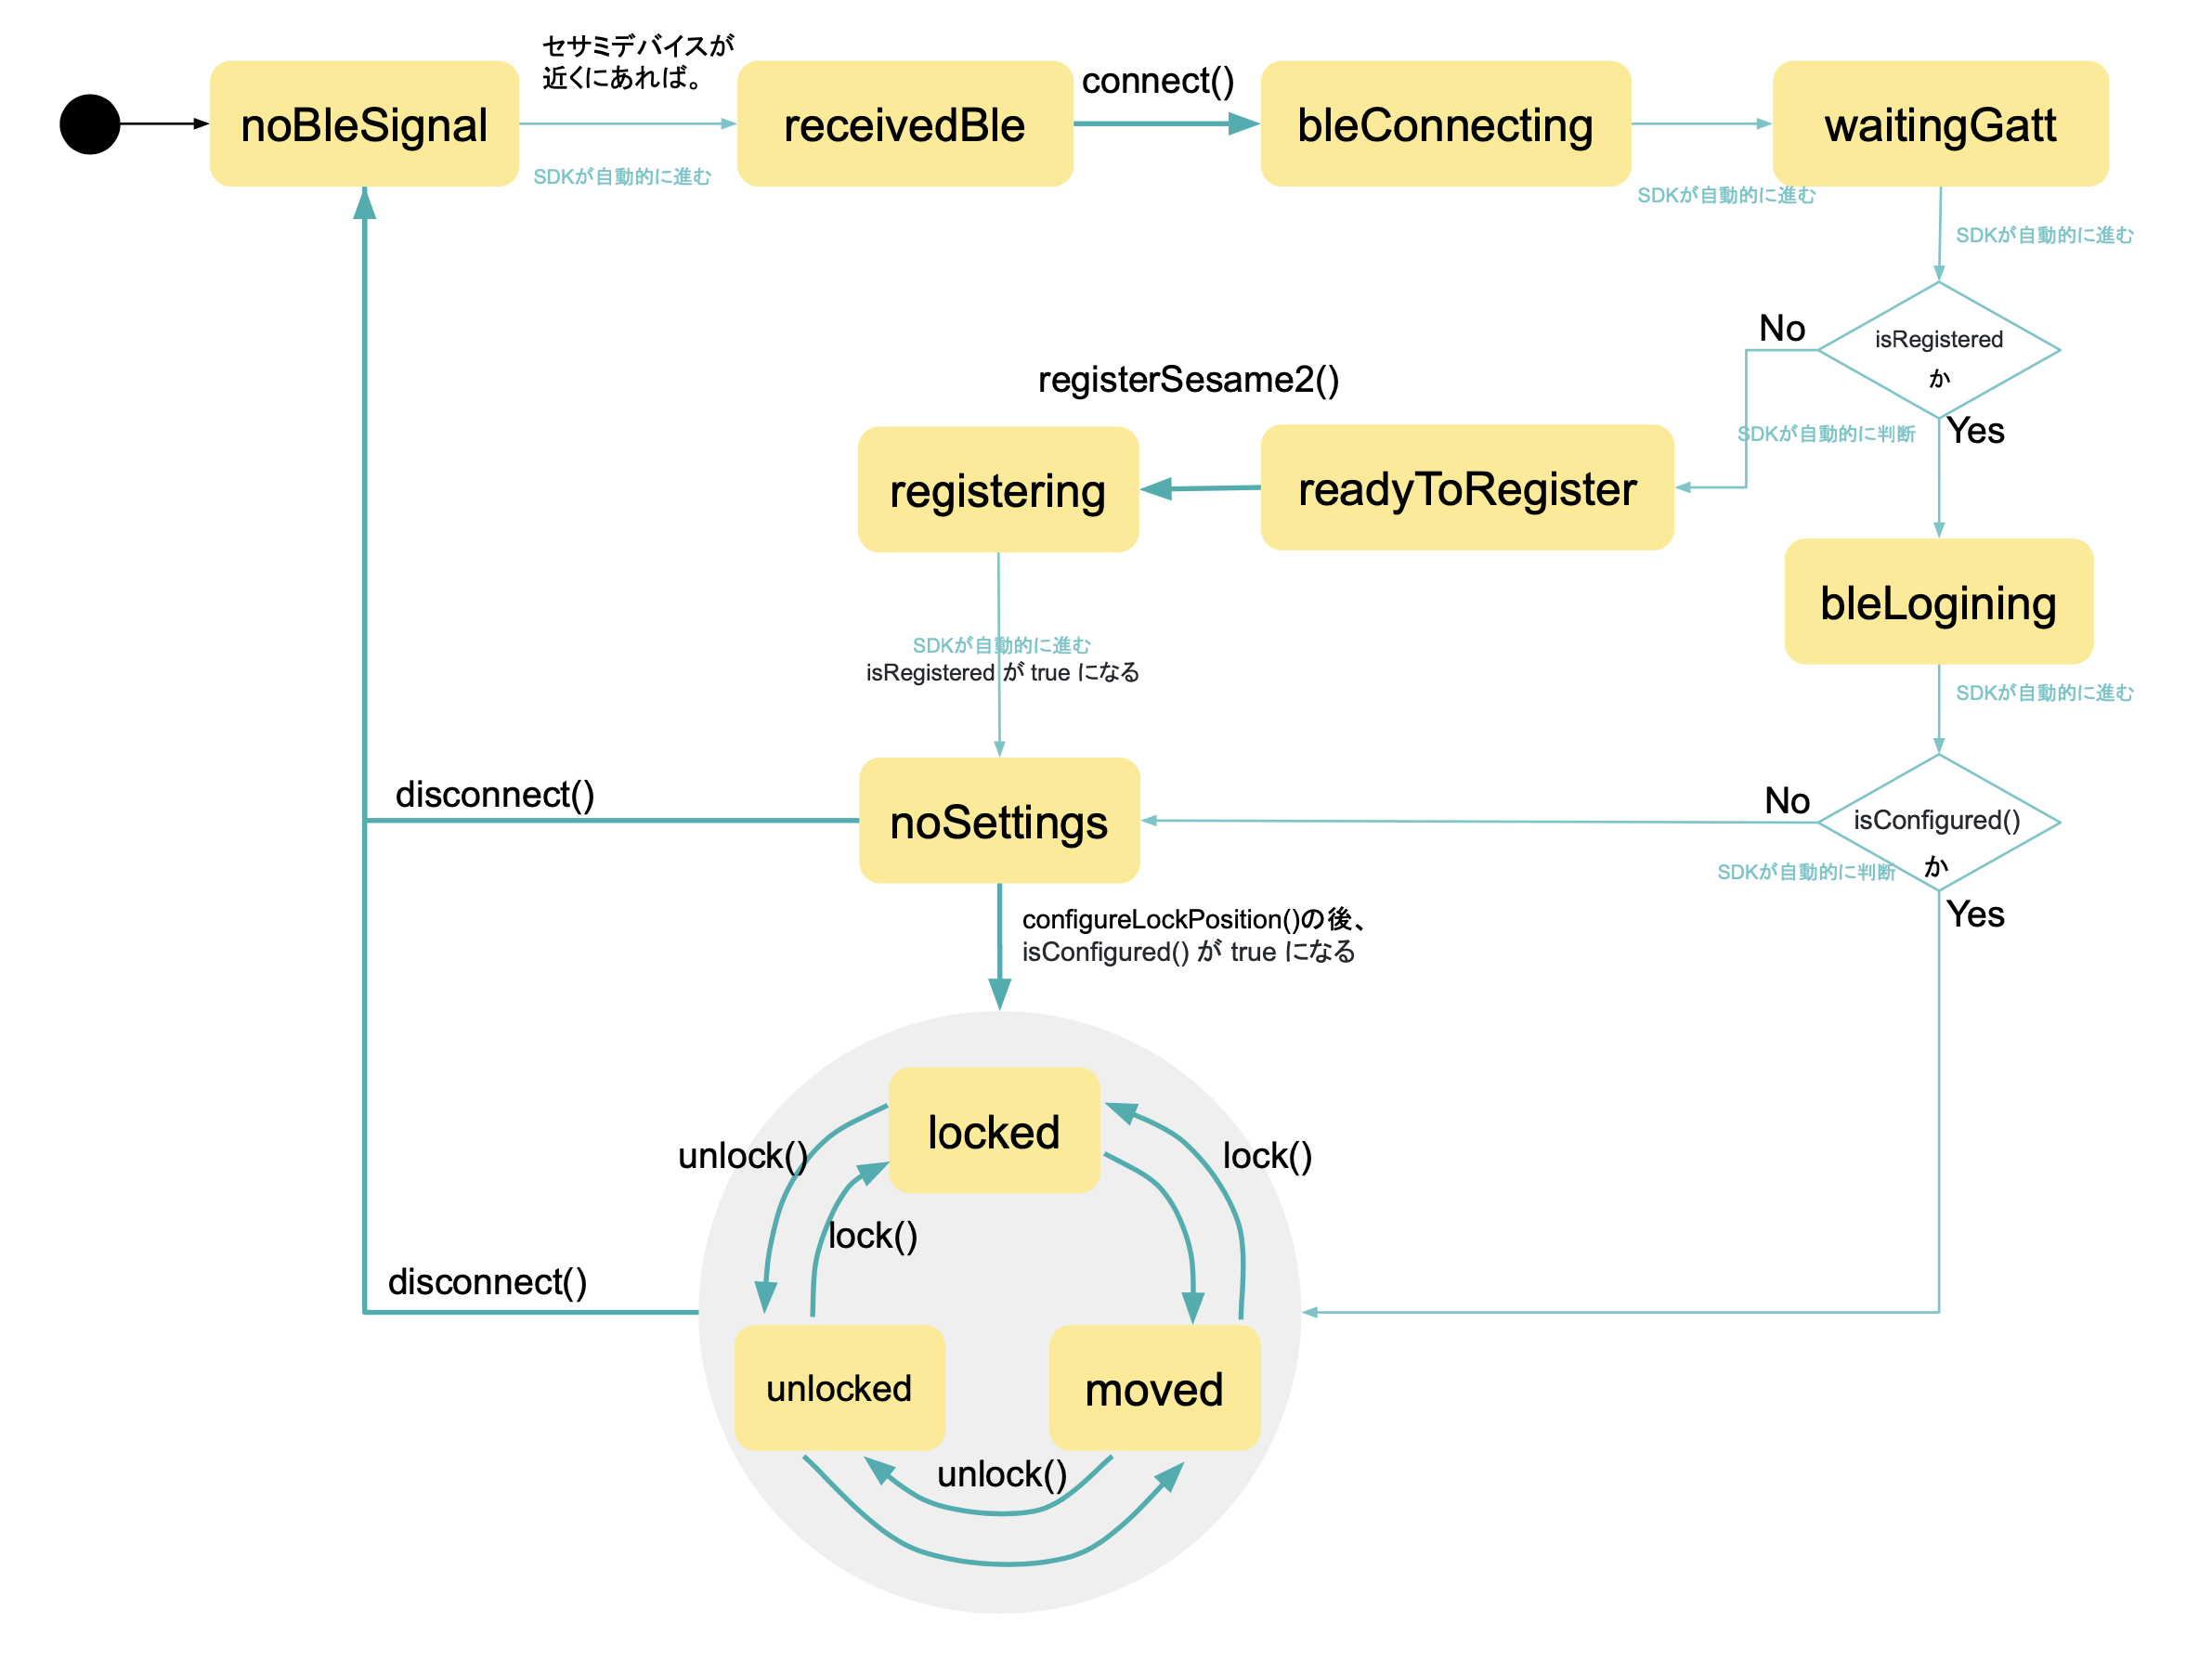 セサミデバイスが
近くにあれば。
noBleSignal
receivedBle
connect()
bleConnecting
waitingGatt
SDKが自動的に進む
SDKが自動的に進む
SDKが自動的に進む
No
isRegistered
か
registerSesame2()
SDKが自動的に判断
Yes
registering
readyToRegister
bleLogining
SDKが自動的に進む
isRegistered が true になる
SDKが自動的に進む
disconnect()
noSettings
No
isConfigured()
か
SDKが自動的に判断
Yes
configureLockPosition()の後、
isConfigured() が true になる
locked
unlock()
lock()
lock()
disconnect()
unlocked
moved
unlock()